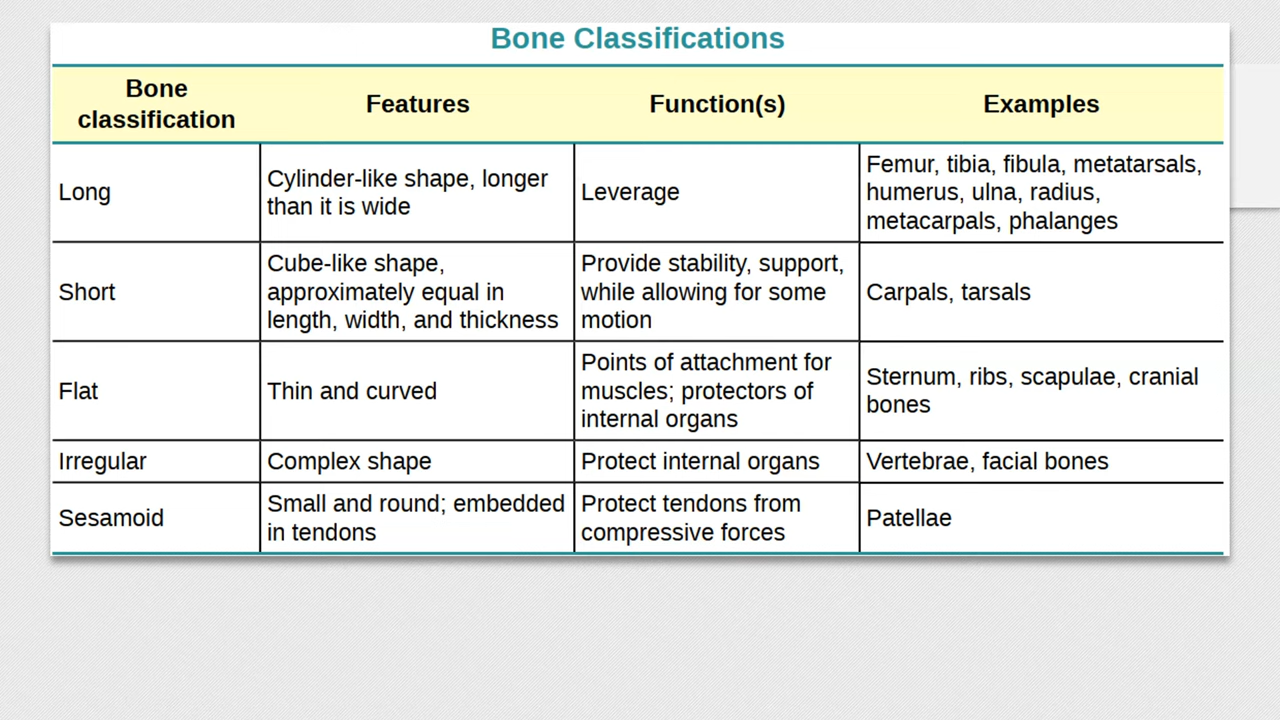 Bone Classifications
Bone
classification
Features
Function(s)
Examples
Long
Cylinder-like shape, longer
than it is wide
Leverage
Femur, tibia, fibula, metatarsals,
humerus, ulna, radius,
metacarpals, phalanges
Short
Cube-like shape,
approximately equal in
length, width, and thickness
Provide stability, support,
while allowing for some
motion
Carpals, tarsals
Flat
Thin and curved
Points of attachment for
muscles; protectors of
internal organs
Sternum, ribs, scapulae, cranial
bones
Irregular
Complex shape
Protect internal organs
Vertebrae, facial bones
Sesamoid
Small and round; embedded
in tendons
Protect tendons from
compressive forces
Patellae